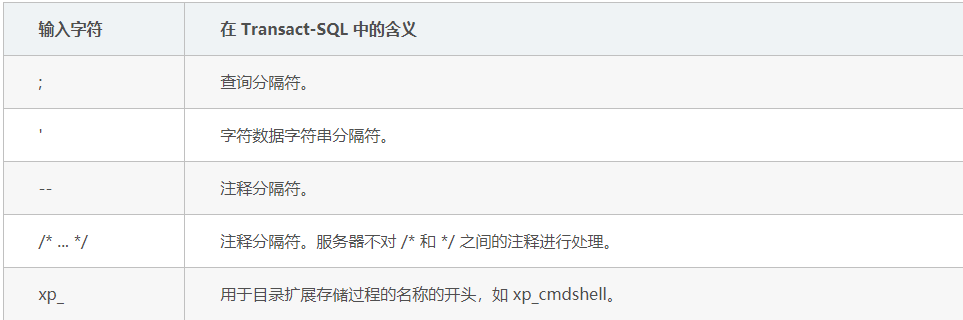 输入字符 在 Transact-SQL 中的含义
; 查询分隔符。
' 字符数据字符串分隔符。
-- 注释分隔符。
/* ... */ 注释分隔符。服务器不对 /* 和 */ 之间的注释进行处理。
xp_ 用于目录扩展存储过程的名称的开头，如 xp_cmdshell。